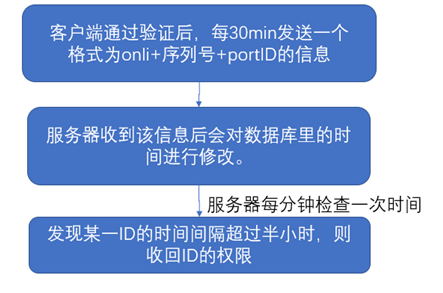 客户端通过验证后，每30min发送一个
格式为onli+序列号+portID的信息
服务器收到该信息后会对数据库里的时
间进行修改。
服务器每分钟检查一次时间
发现某一ID的时间间隔超过半小时，则
收回ID的权限